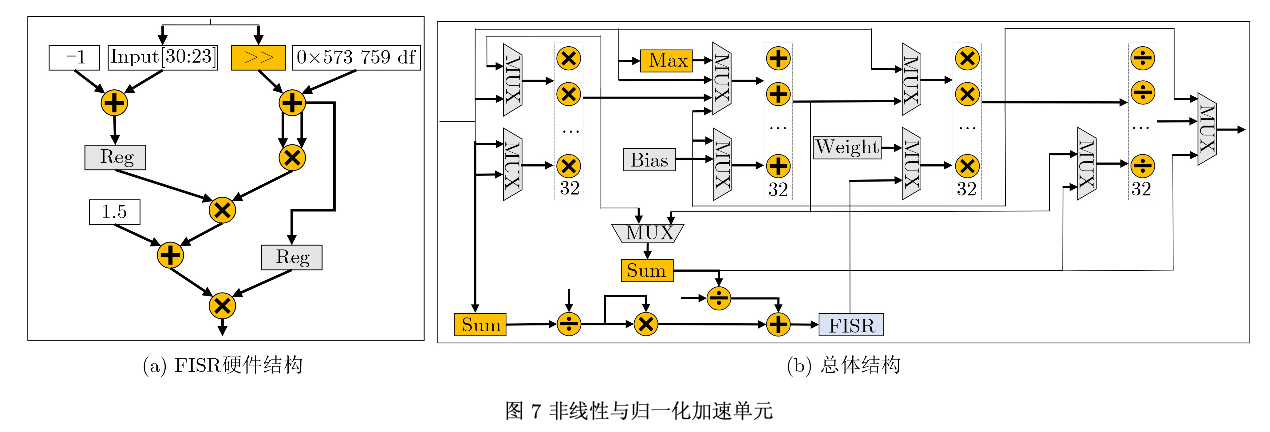 −1
Input[30:23]
>>
0×573 759 df
+
+
Reg
×
1.5
×
+
Reg
×
(a) FISR硬件结构
MUX
MUX
×
×
...
×
32
Max
Bias
MUX
MUX
+
+
...
+
32
Weight
MUX
MUX
×
×
...
×
32
MUX
÷
÷
...
÷
32
MUX
MUX
Sum
÷
Sum
÷
×
+
FISR
(b) 总体结构
图 7 非线性与归一化加速单元